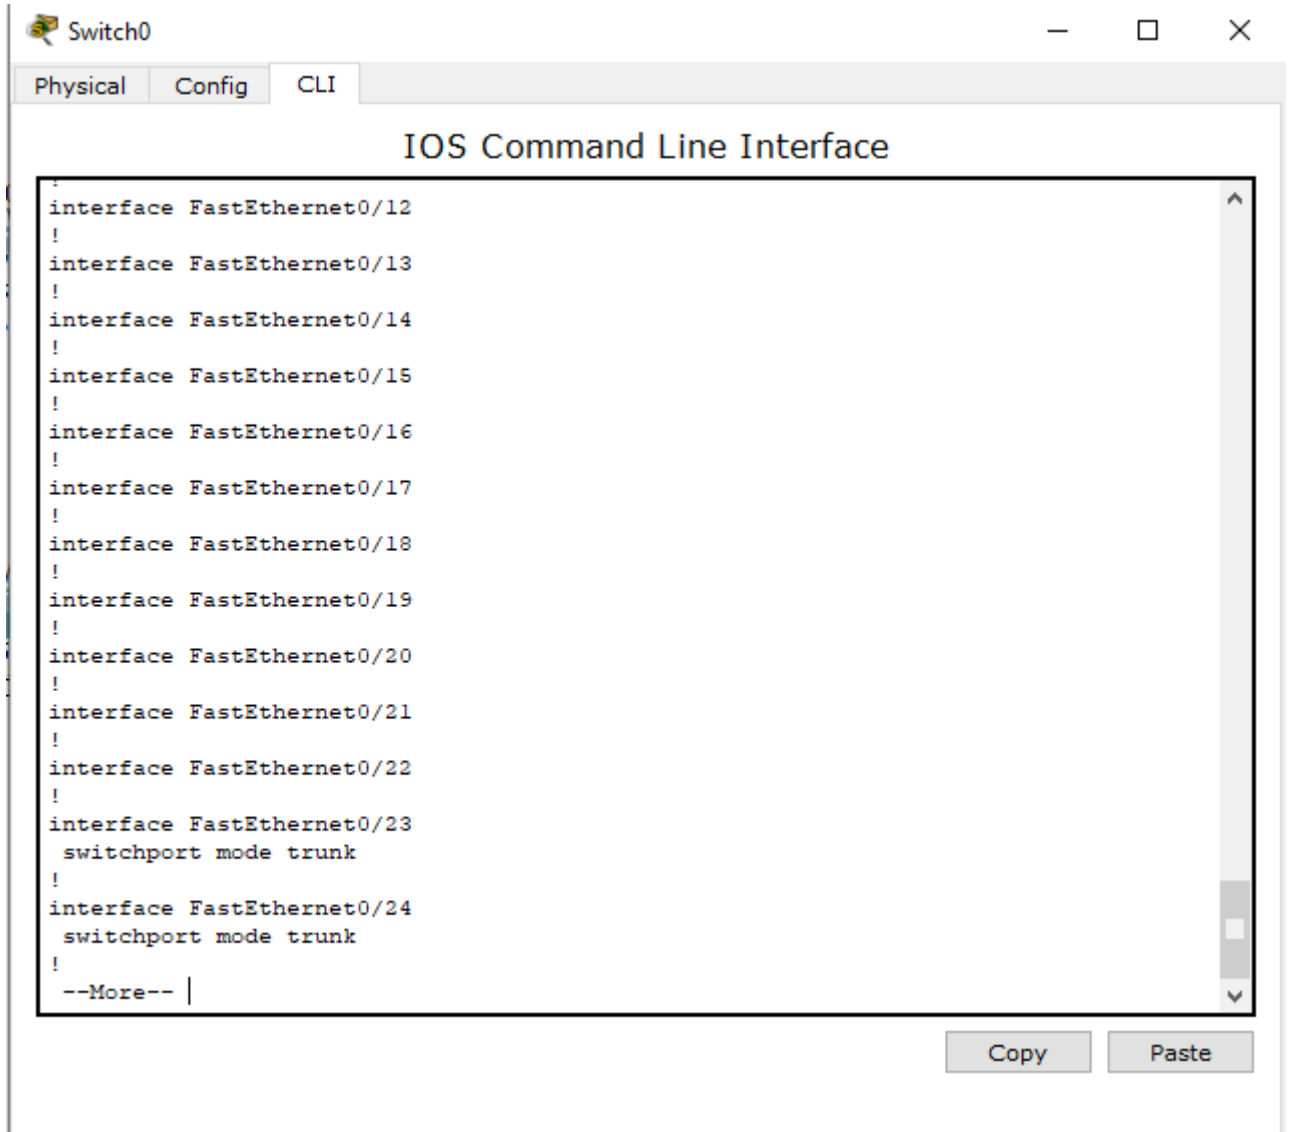 Switch0
Physical Config CLI
IOS Command Line Interface
!
interface FastEthernet0/12
!
interface FastEthernet0/13
!
interface FastEthernet0/14
!
interface FastEthernet0/15
!
interface FastEthernet0/16
!
interface FastEthernet0/17
!
interface FastEthernet0/18
!
interface FastEthernet0/19
!
interface FastEthernet0/20
!
interface FastEthernet0/21
!
interface FastEthernet0/22
!
interface FastEthernet0/23
 switchport mode trunk
!
interface FastEthernet0/24
 switchport mode trunk
!
 --More--
Copy Paste